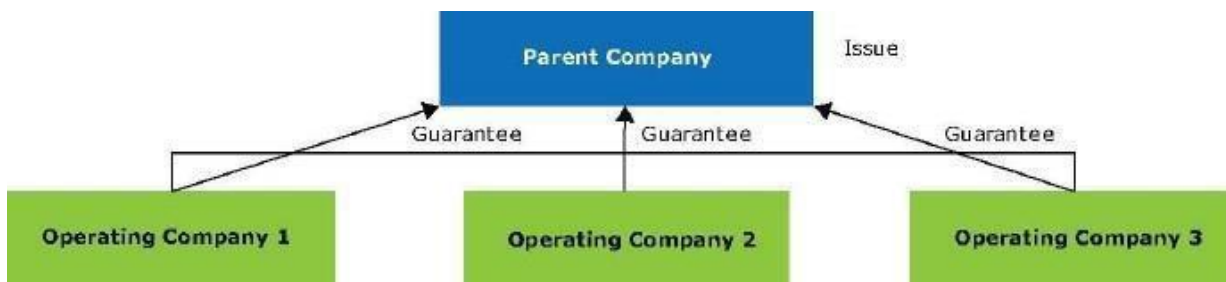 Parent Company
Issue
Guarantee
Guarantee
Guarantee
Operating Company 1
Operating Company 2
Operating Company 3